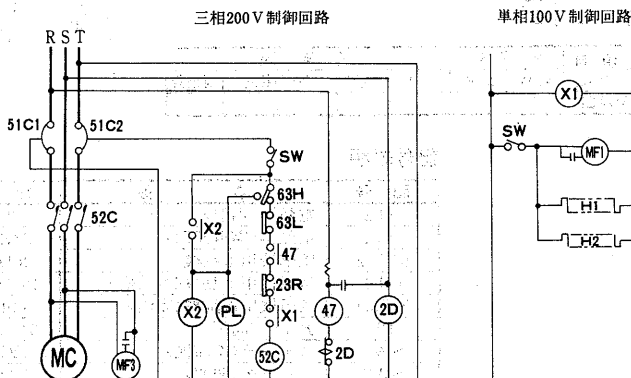 三相200V制御回路
単相100V制御回路
R S T
X1
51C1
51C2
SW
SW
MF1
63H
52C
X2
63L
H1
47
H2
23R
X2
PL
X1
47
2D
MC
MF3
52C
2D